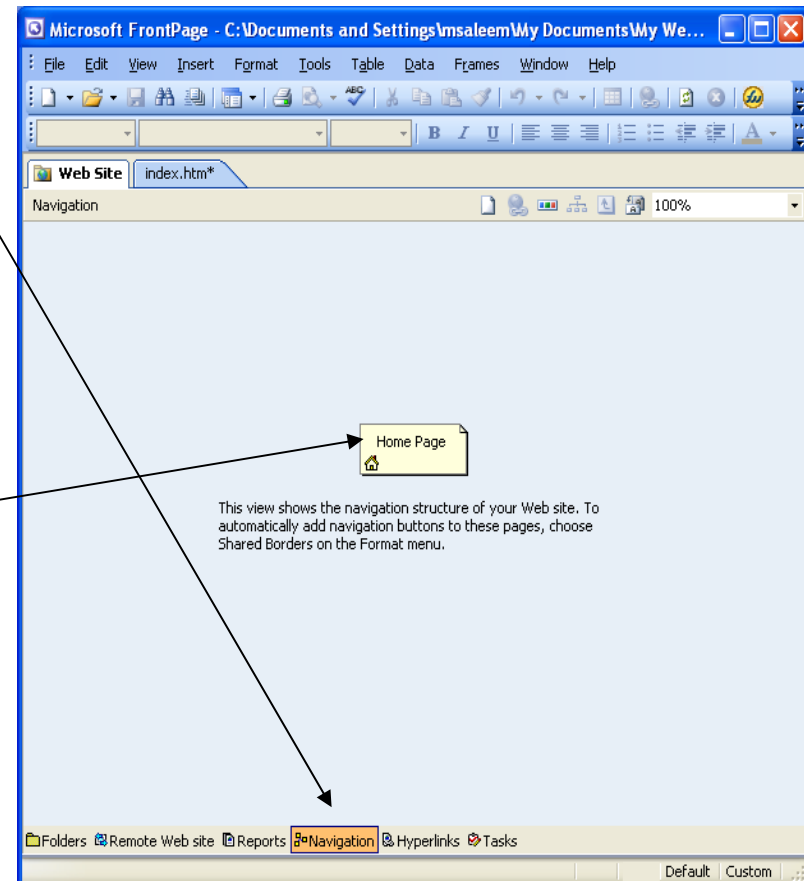 Microsoft FrontPage - C:\Documents and Settings\msaleem\My Documents\My We...
File Edit View Insert Format Tools Table Data Frames Window Help
ABC
B I U A
Web Site index.htm*
Navigation 100%
Home Page
This view shows the navigation structure of your Web site. To
automatically add navigation buttons to these pages, choose
Shared Borders on the Format menu.
Folders Remote Web site Reports Navigation Hyperlinks Tasks
Default Custom